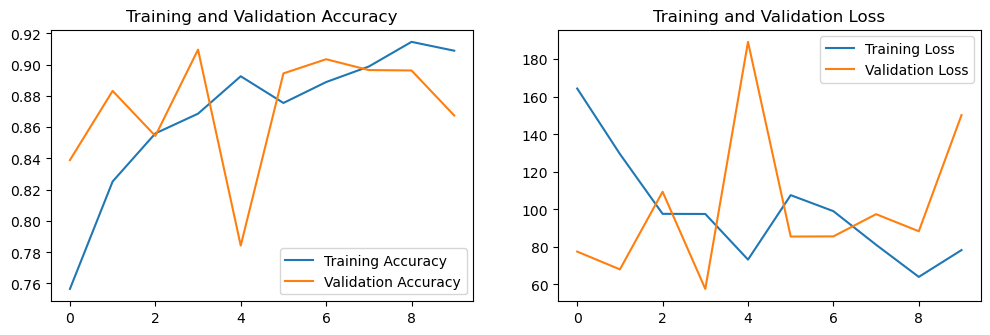 Training and Validation Accuracy
0.92
0.90
0.88
0.86
0.84
0.82
0.80
0.78
0.76
0 2 4 6 8
Training Accuracy
Validation Accuracy
Training and Validation Loss
180
160
140
120
100
80
60
0 2 4 6 8
Training Loss
Validation Loss